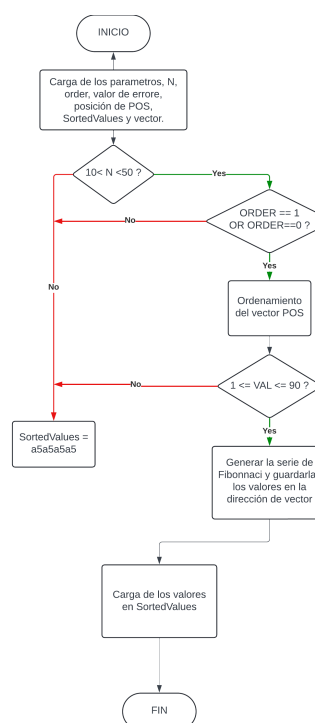 INICIO
Carga de los parametros, N,
order, valor de errore,
posición de POS,
SortedValues y vector.
10< N <50 ?
Yes
ORDER == 1
OR ORDER==0 ?
No
Yes
No
Ordenamiento
del vector POS
1 <= VAL <= 90 ?
No
Yes
SortedValues =
a5a5a5a5
Generar la serie de
Fibonnaci y guardarla
los valores en la
dirección de vector
Carga de los valores
en SortedValues
FIN